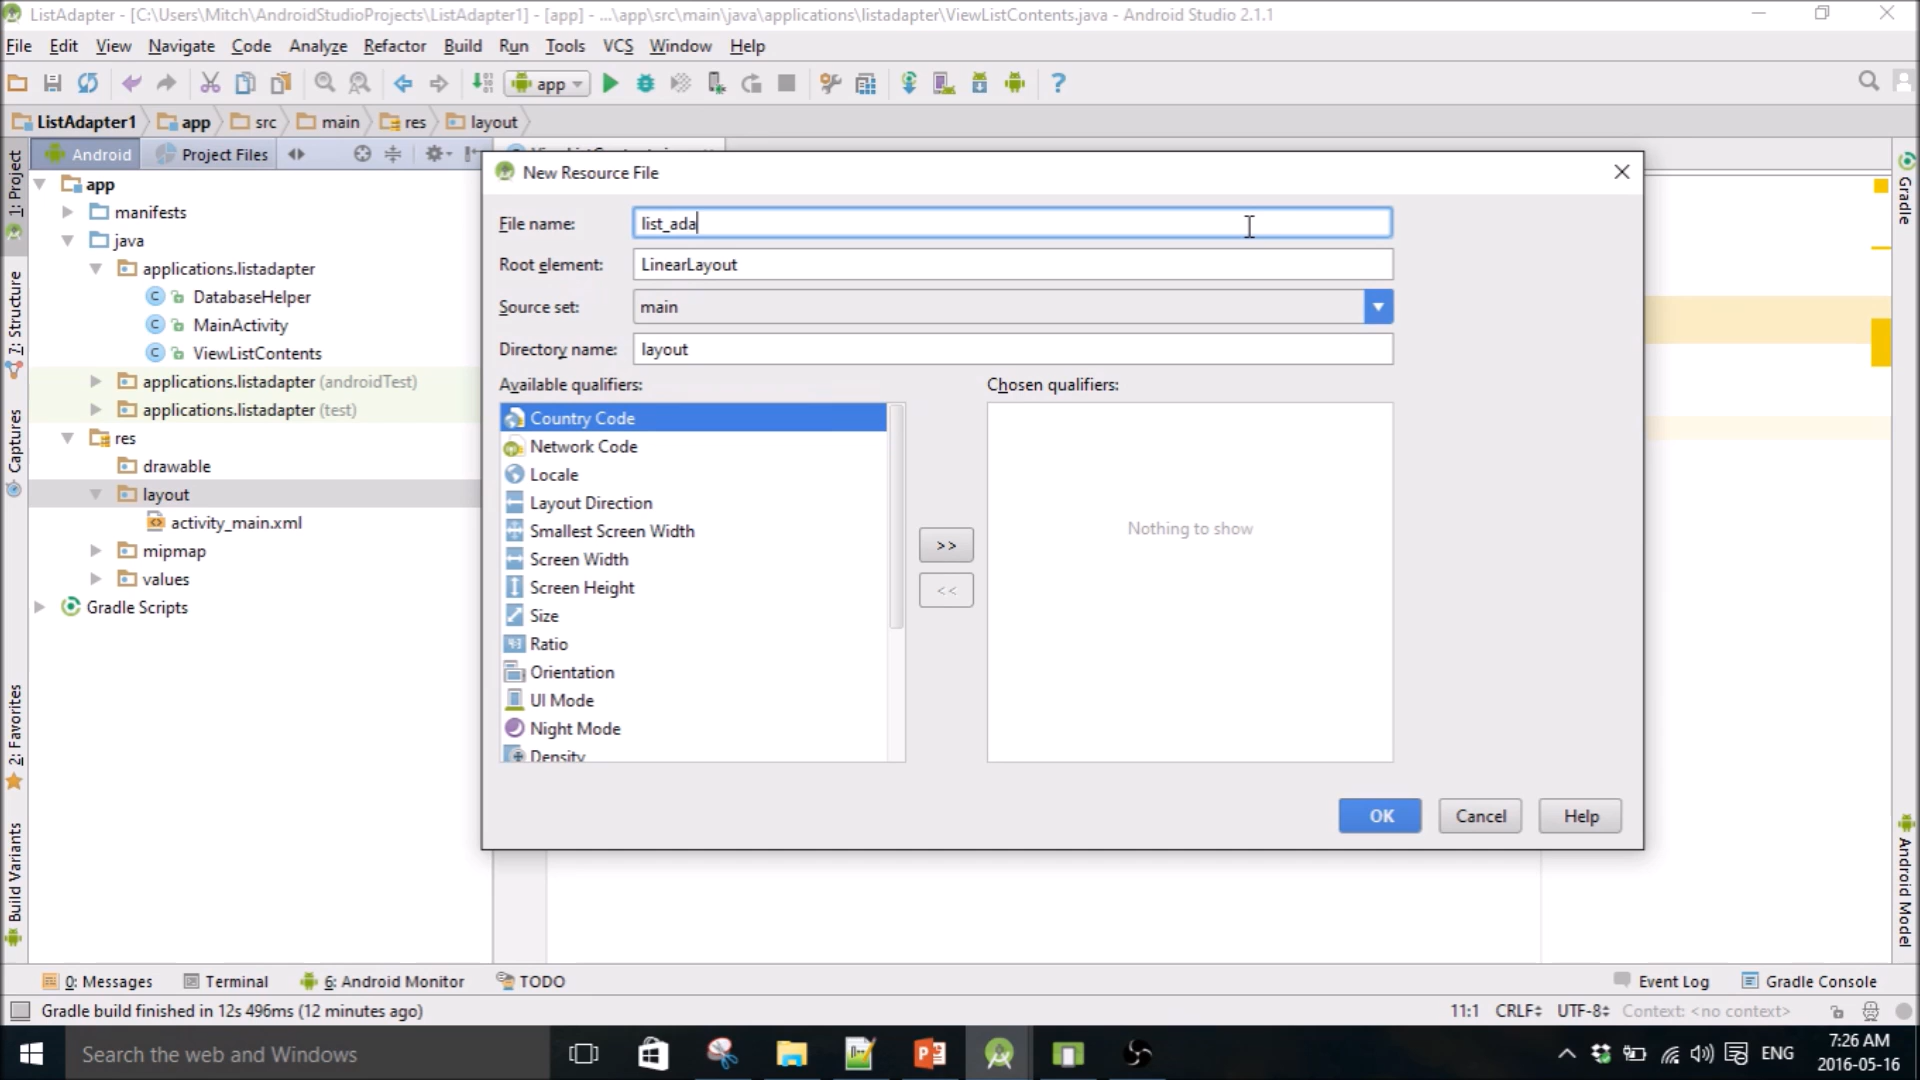 ListAdapter - [C:\Users\Mitch\AndroidStudioProjects\ListAdapter1] - [app] - ...\app\src\main\java\applications\listadapter\ViewListContents.java - Android Studio 2.1.1
File Edit View Navigate Code Analyze Refactor Build Run Tools VCS Window Help
app
ListAdapter1 app src main res layout
Android Project Files
1: Project
7: Structure
Captures
2: Favorites
Build Variants
app
manifests
java
applications.listadapter
DatabaseHelper
MainActivity
ViewListContents
applications.listadapter (androidTest)
applications.listadapter (test)
res
drawable
layout
activity_main.xml
mipmap
values
Gradle Scripts
New Resource File
File name: list_ada
Root element: LinearLayout
Source set: main
Directory name: layout
Available qualifiers: Chosen qualifiers:
Country Code
Network Code
Locale
Layout Direction
Smallest Screen Width
Screen Width
Screen Height
Size
Ratio
Orientation
UI Mode
Night Mode
Density
>>
<<
Nothing to show
OK Cancel Help
Gradle
Android Model
0: Messages Terminal 6: Android Monitor TODO Event Log Gradle Console
Gradle build finished in 12s 496ms (12 minutes ago) 11:1 CRLF UTF-8 Context: <no context>
Search the web and Windows
ENG
7:26 AM
2016-05-16